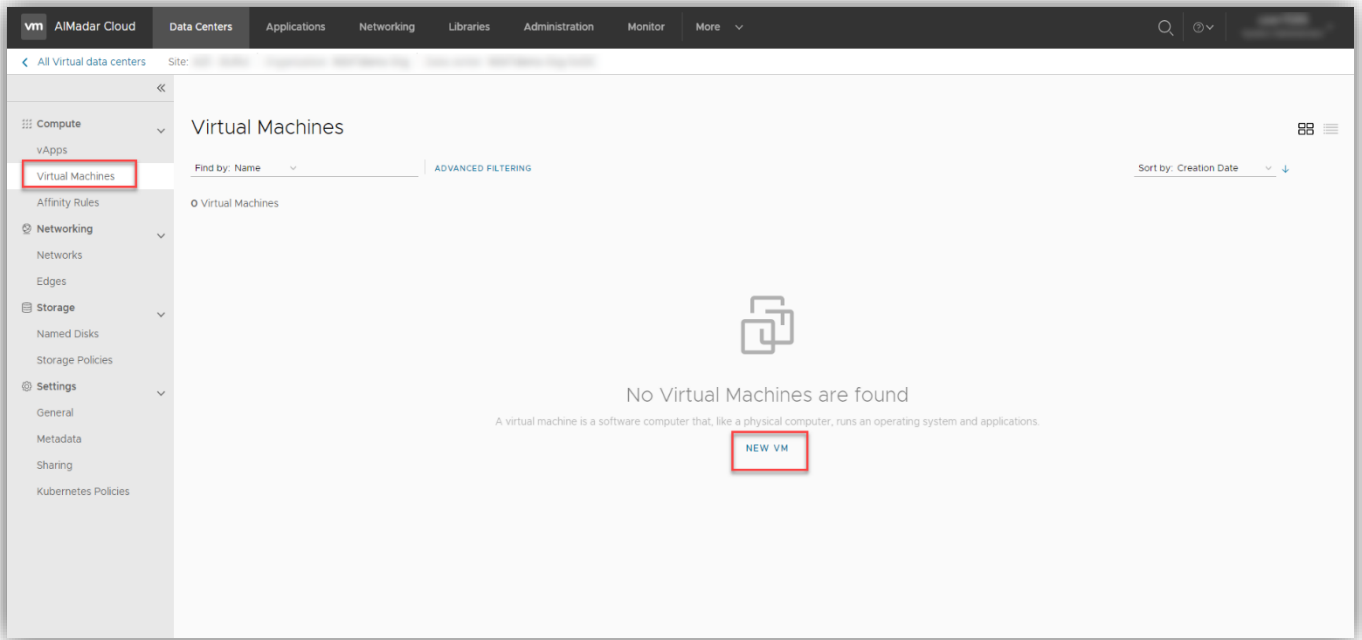 vm AlMadar Cloud Data Centers Applications Networking Libraries Administration Monitor More
All Virtual data centers Site:
Compute
vApps
Virtual Machines
Affinity Rules
Networking
Networks
Edges
Storage
Named Disks
Storage Policies
Settings
General
Metadata
Sharing
Kubernetes Policies
Virtual Machines
Find by: Name ADVANCED FILTERING Sort by: Creation Date
0 Virtual Machines
No Virtual Machines are found
A virtual machine is a software computer that, like a physical computer, runs an operating system and applications.
NEW VM